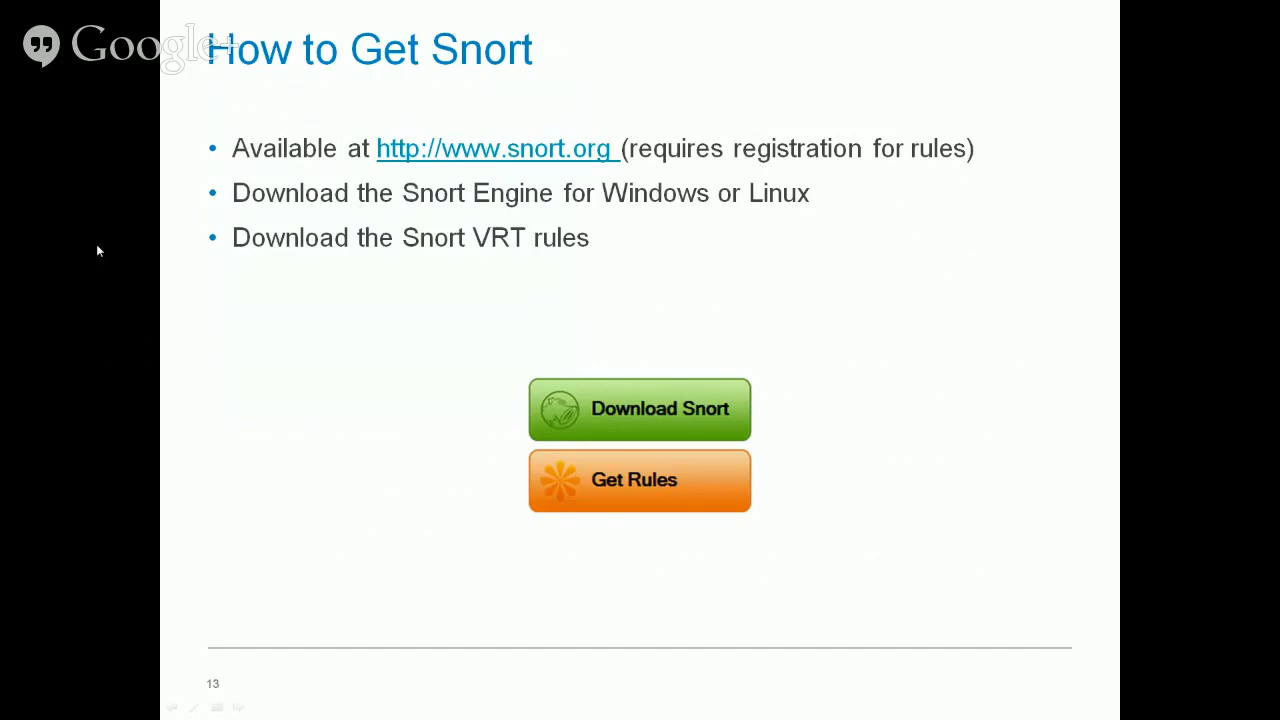 Google+
How to Get Snort
• Available at http://www.snort.org (requires registration for rules)
• Download the Snort Engine for Windows or Linux
• Download the Snort VRT rules
Download Snort
Get Rules
13